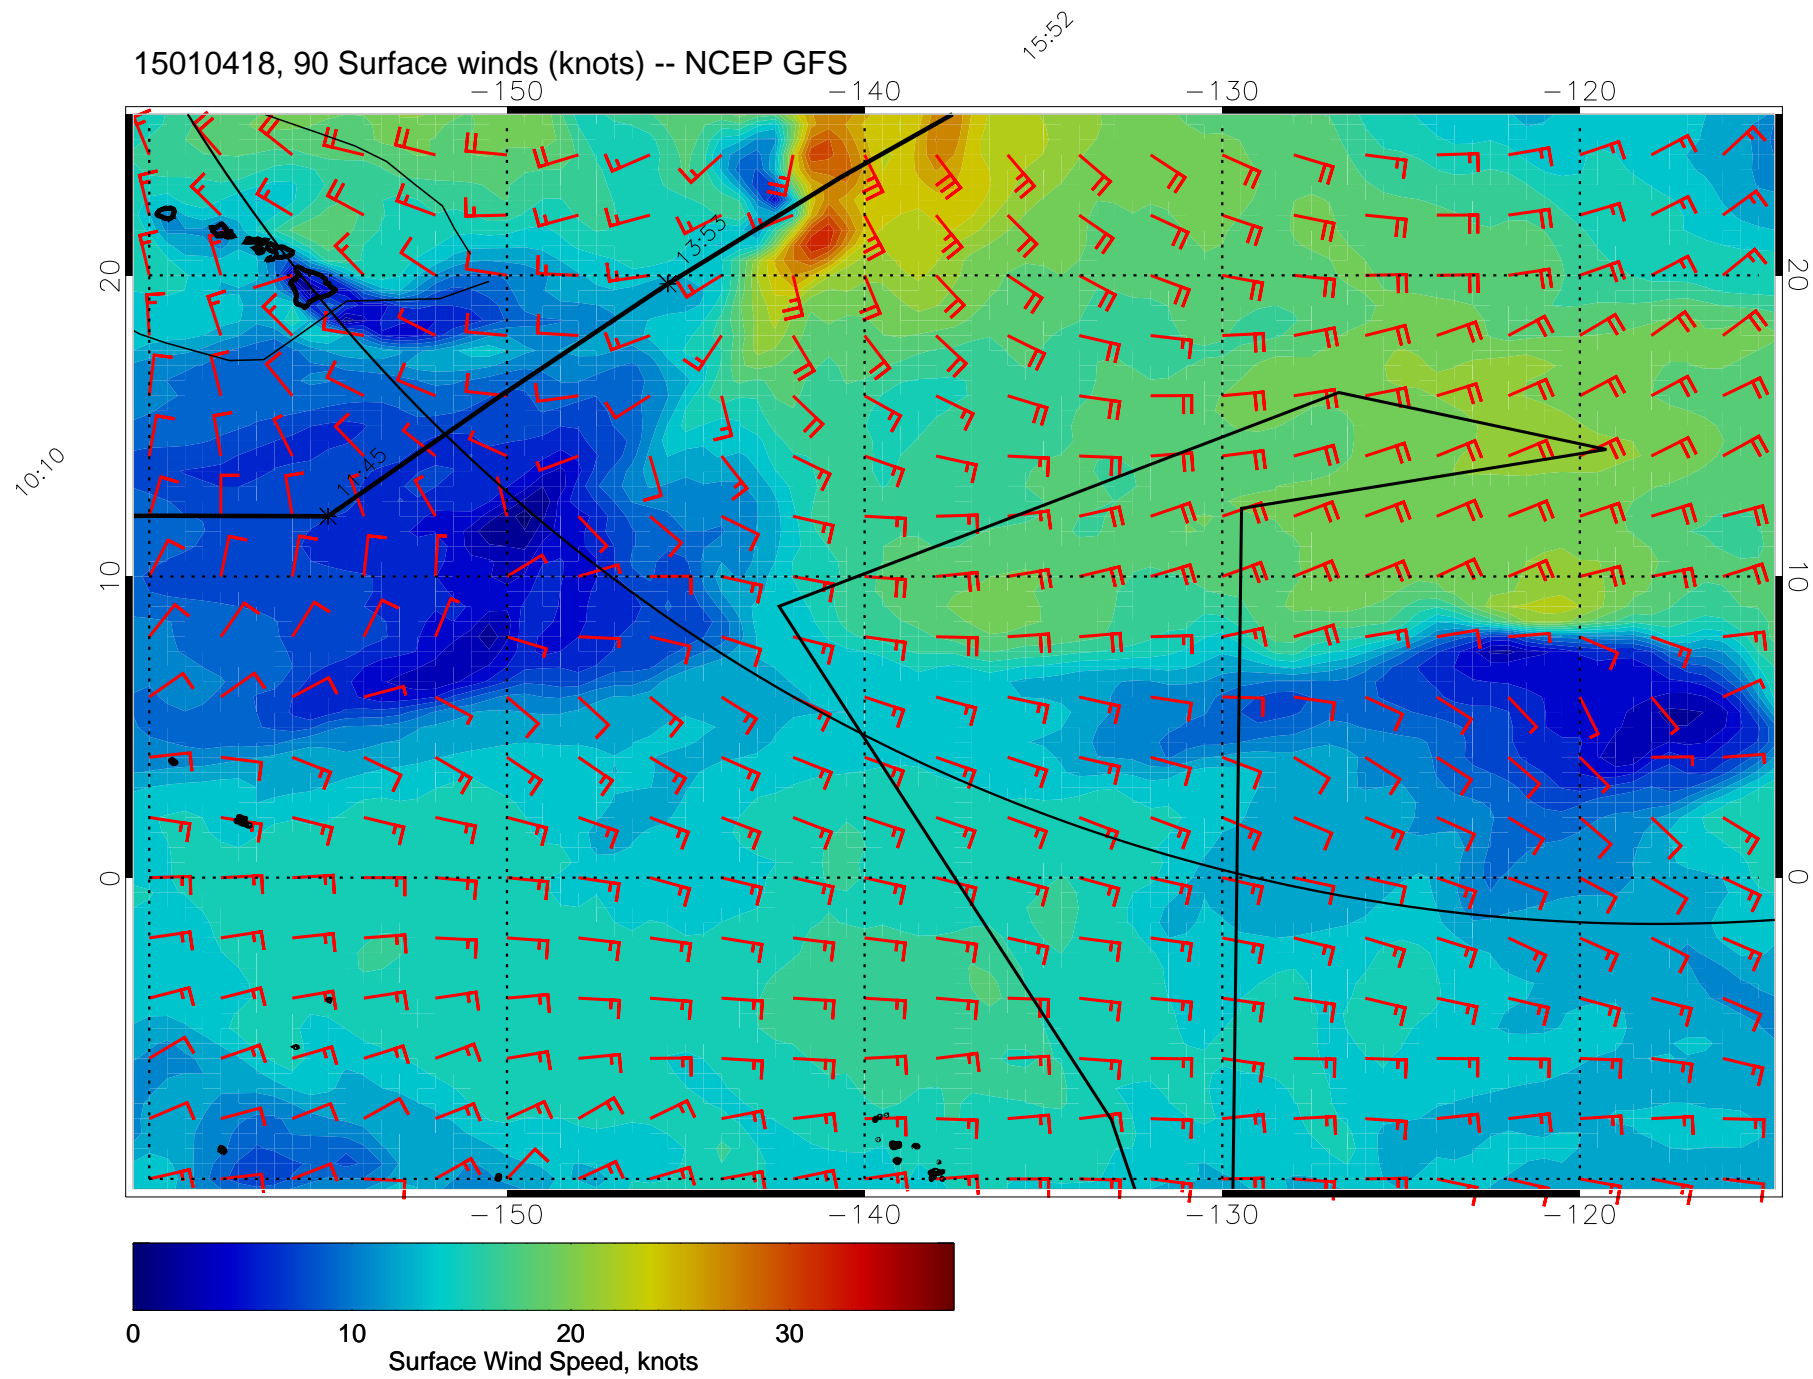 15:52
15010418, 90 Surface winds (knots) -- NCEP GFS
−150 −140 −130 −120
13:53
20 20
10:10
11:45
10 10
0 0
−150 −140 −130 −120
0 10 20 30
Surface Wind Speed, knots